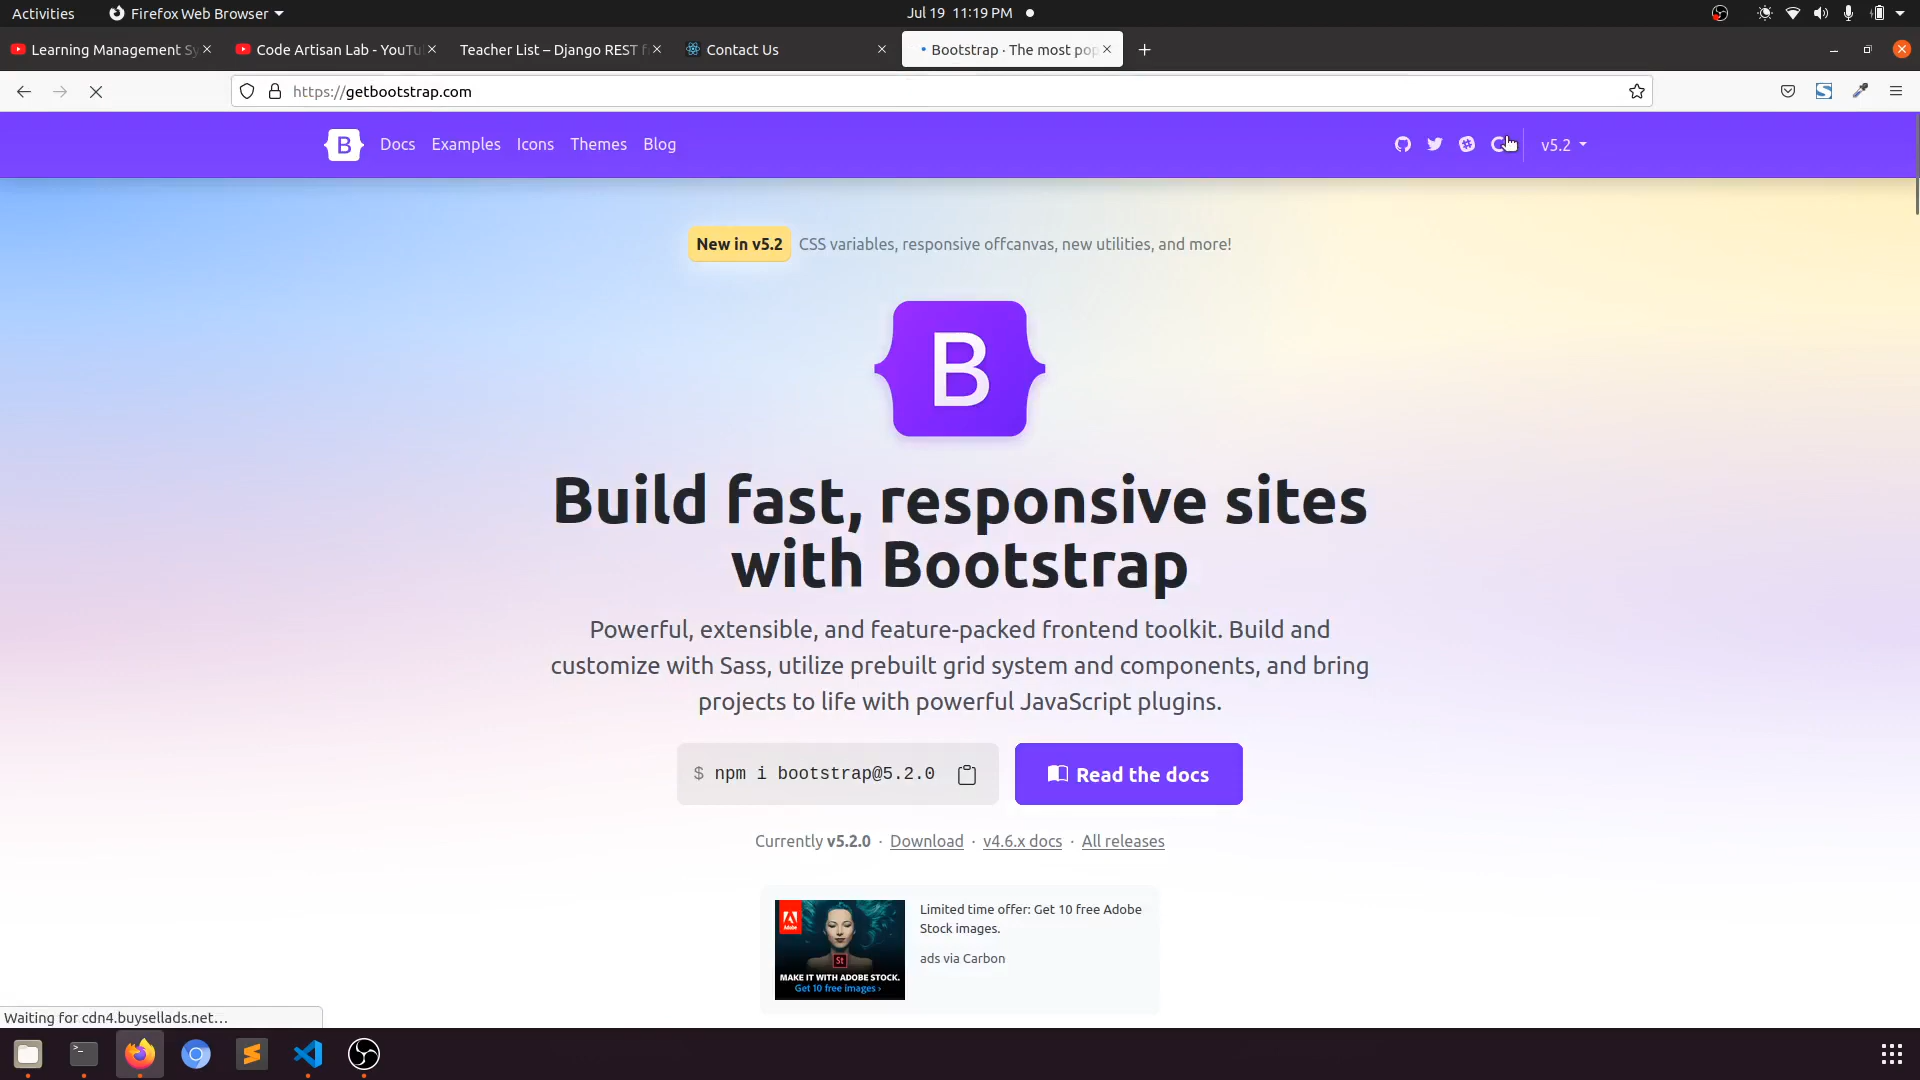 Activities
Firefox Web Browser
Jul 19 11:19 PM
Learning Management Sy
Code Artisan Lab - YouTu
Teacher List – Django REST f
Contact Us
Bootstrap · The most pop
https://getbootstrap.com
B
Docs
Examples
Icons
Themes
Blog
v5.2
New in v5.2 CSS variables, responsive offcanvas, new utilities, and more!
B
Build fast, responsive sites
with Bootstrap
Powerful, extensible, and feature-packed frontend toolkit. Build and
customize with Sass, utilize prebuilt grid system and components, and bring
projects to life with powerful JavaScript plugins.
$ npm i bootstrap@5.2.0
Read the docs
Currently v5.2.0 · Download · v4.6.x docs · All releases
Adobe
St
MAKE IT WITH ADOBE STOCK.
Get 10 free images ›
Limited time offer: Get 10 free Adobe
Stock images.
ads via Carbon
Waiting for cdn4.buysellads.net…